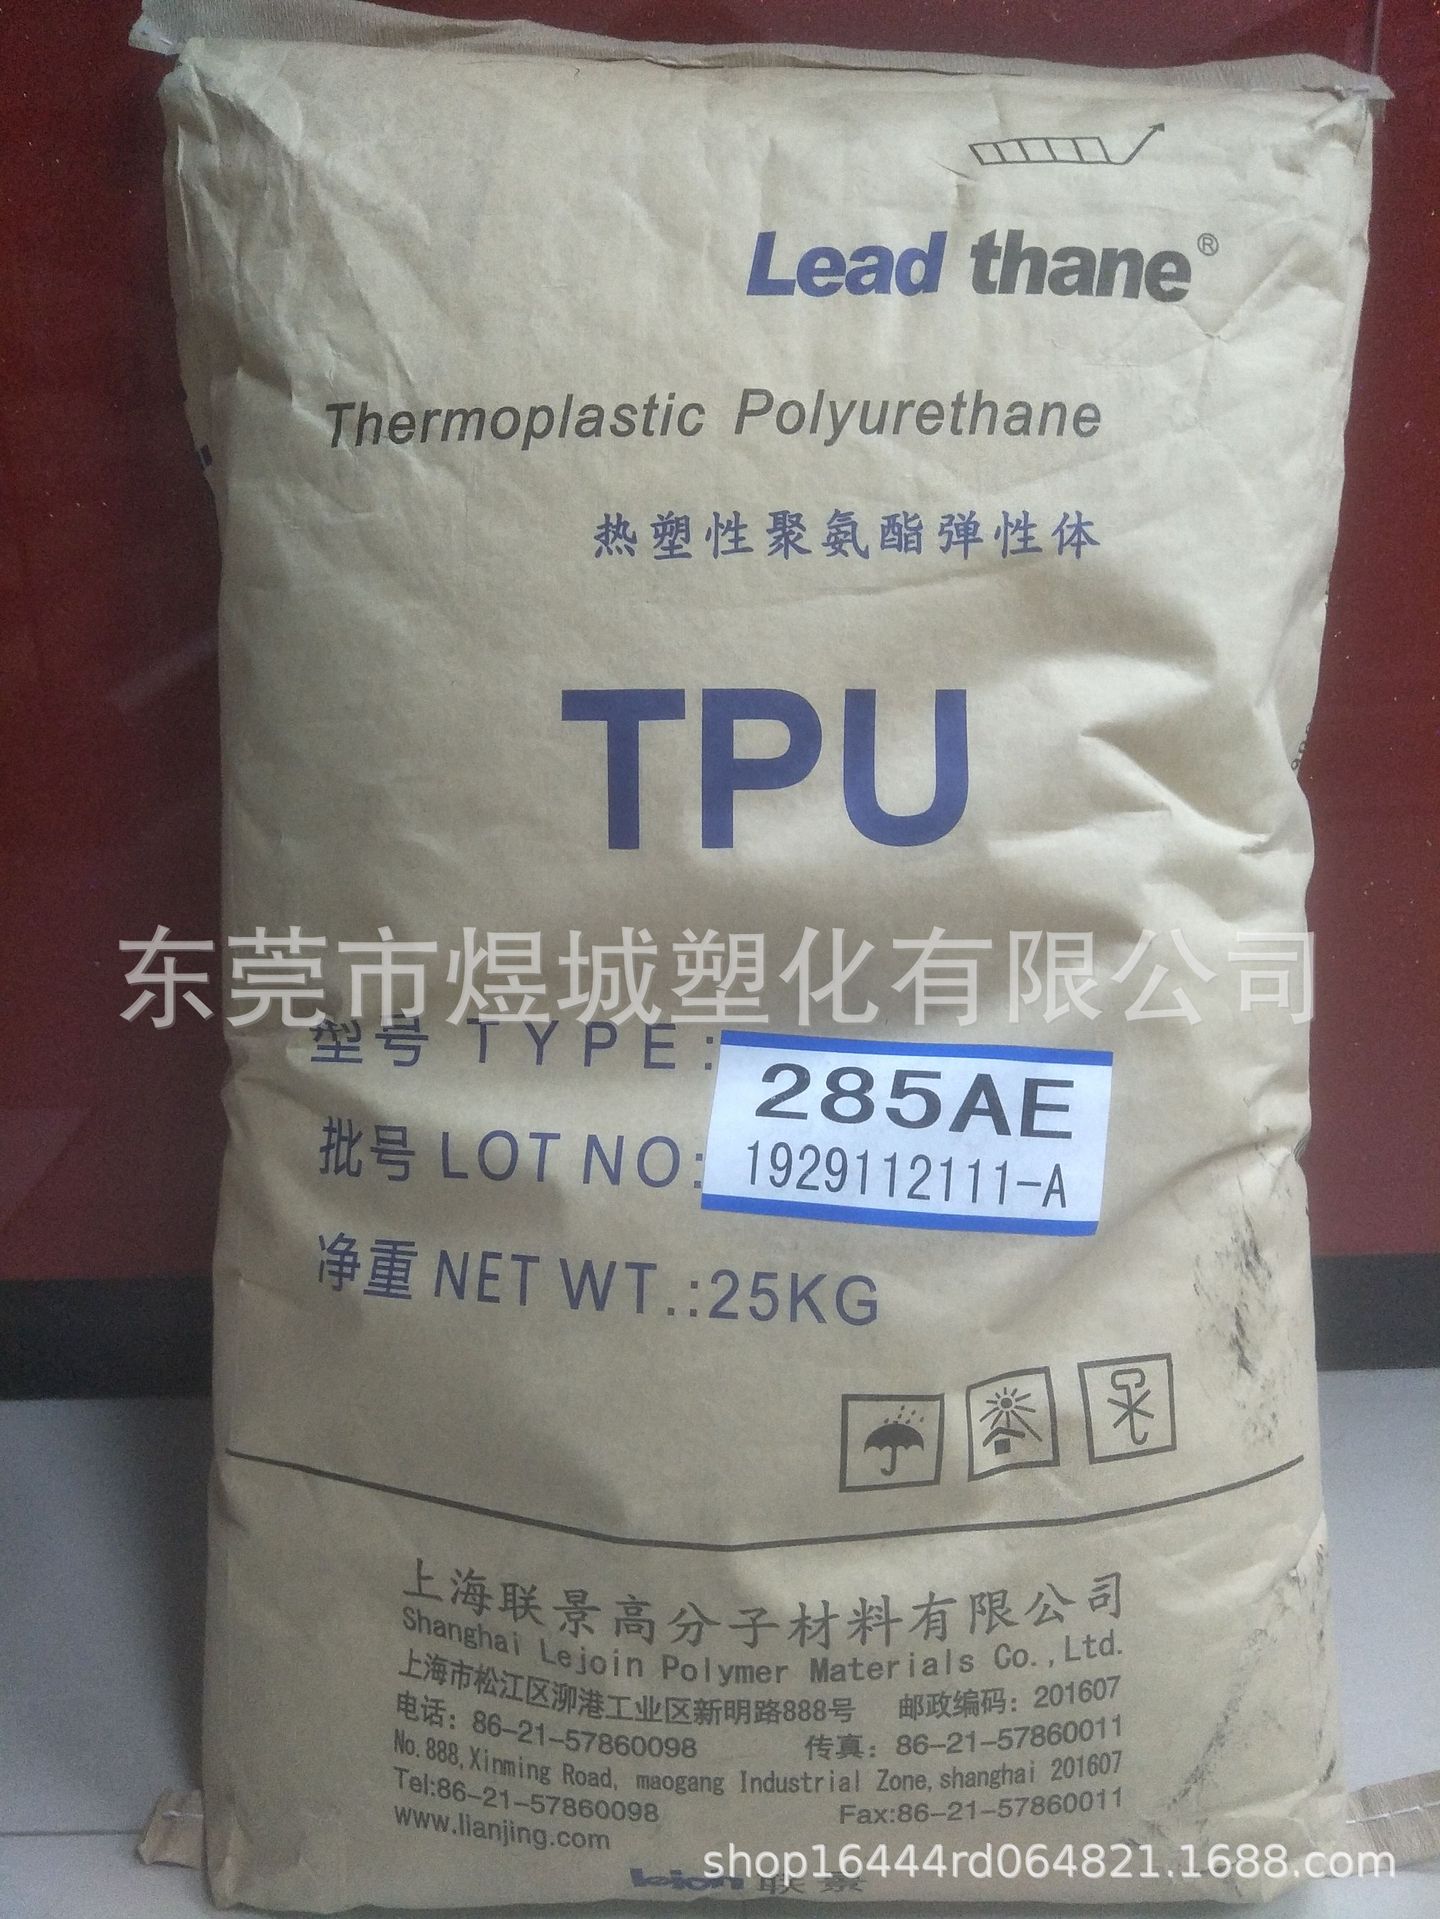 Lead thane®
Thermoplastic Polyurethane
热塑性聚氨酯弹性体
TPU
东莞市煜城塑化有限公司
型号 TYPE: 285AE
批号 LOT NO: 1929112111-A
净重 NET WT.:25KG
上海联景高分子材料有限公司
Shanghai Lejoin Polymer Materials Co.,Ltd.
上海市松江区泖港工业区新明路888号 邮政编码: 201607
电话: 86-21-57860098 传真: 86-21-57860011
No.888,Xinming Road, maogang Industrial Zone,shanghai 201607
Tel:86-21-57860098 Fax:86-21-57860011
www.lianjing.com
shop16444rd064821.1688.com
联景